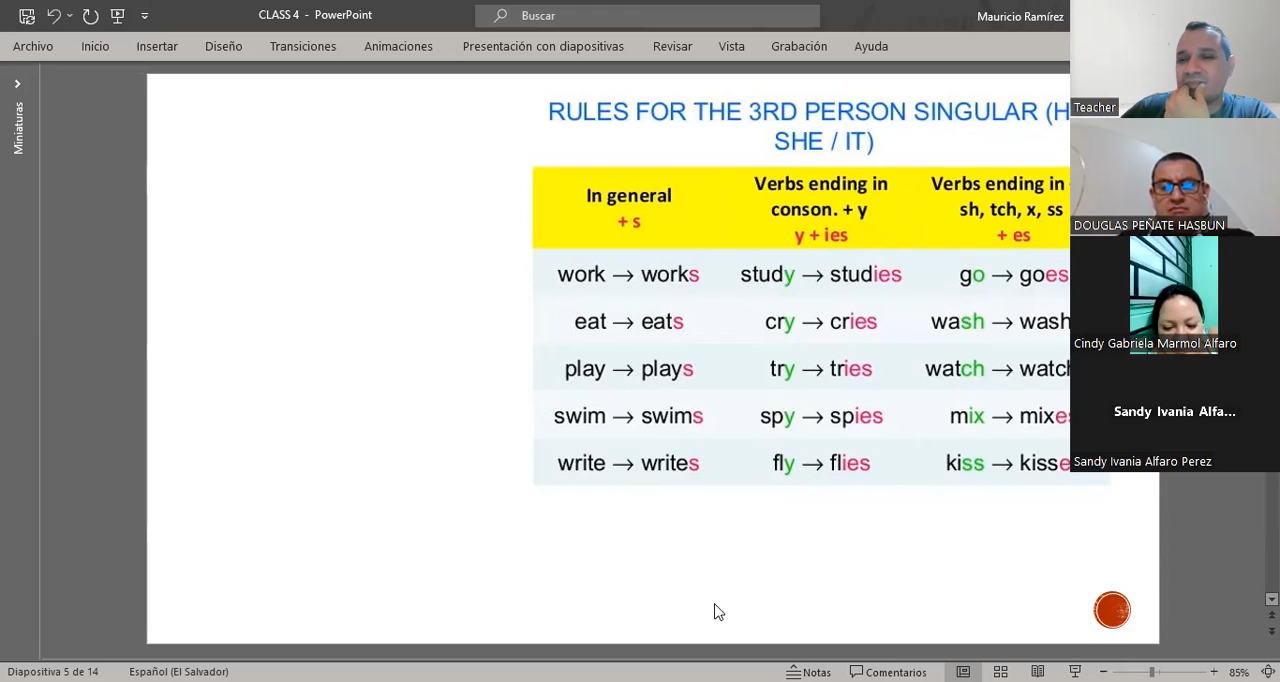 CLASS 4 - PowerPoint
Buscar
Mauricio Ramírez
Archivo Inicio Insertar Diseño Transiciones Animaciones Presentación con diapositivas Revisar Vista Grabación Ayuda
Miniaturas
RULES FOR THE 3RD PERSON SINGULAR (H
SHE / IT)
In general
+ s
Verbs ending in
conson. + y
y + ies
Verbs ending in
sh, tch, x, ss
+ es
work → works study → studies go → goes
eat → eats cry → cries wash → wash
play → plays try → tries watch → watch
swim → swims spy → spies mix → mixes
write → writes fly → flies kiss → kisse
Teacher
DOUGLAS PEÑATE HASBUN
Cindy Gabriela Marmol Alfaro
Sandy Ivania Alfa...
Sandy Ivania Alfaro Perez
Diapositiva 5 de 14 Español (El Salvador) Notas Comentarios 85%